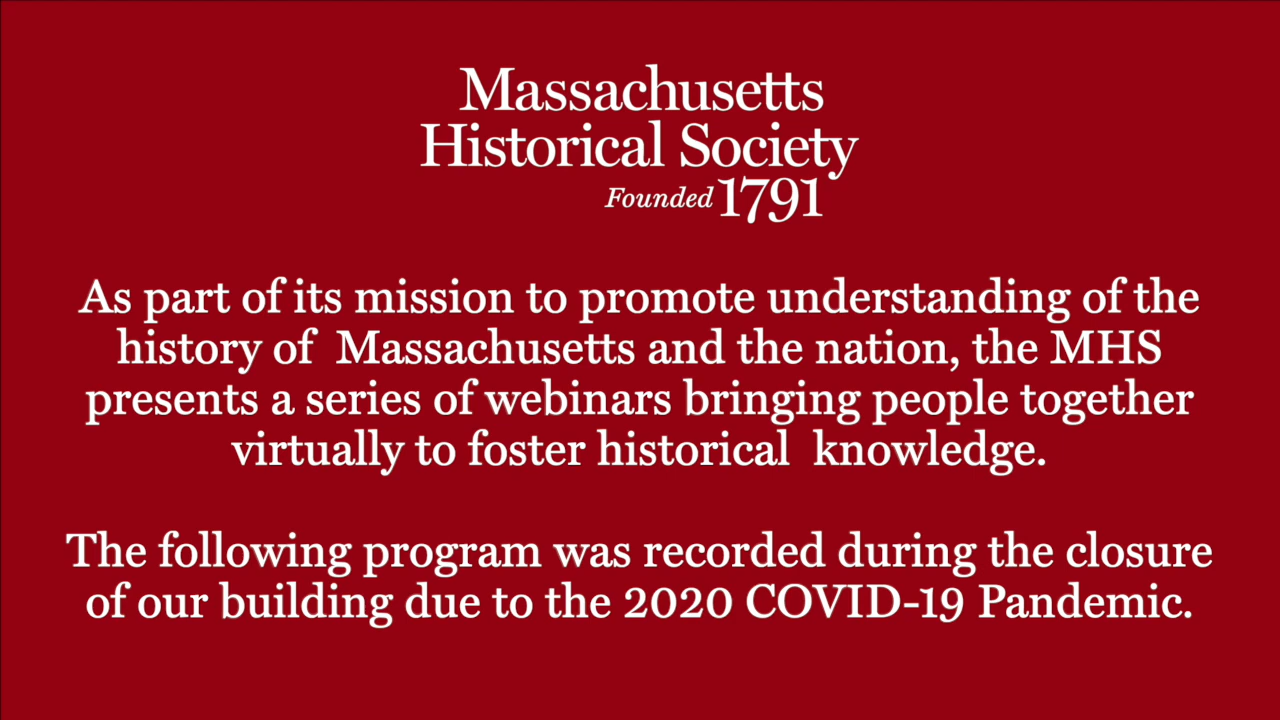 Massachusetts
Historical Society
Founded 1791
As part of its mission to promote understanding of the
history of Massachusetts and the nation, the MHS
presents a series of webinars bringing people together
virtually to foster historical knowledge.
The following program was recorded during the closure
of our building due to the 2020 COVID-19 Pandemic.